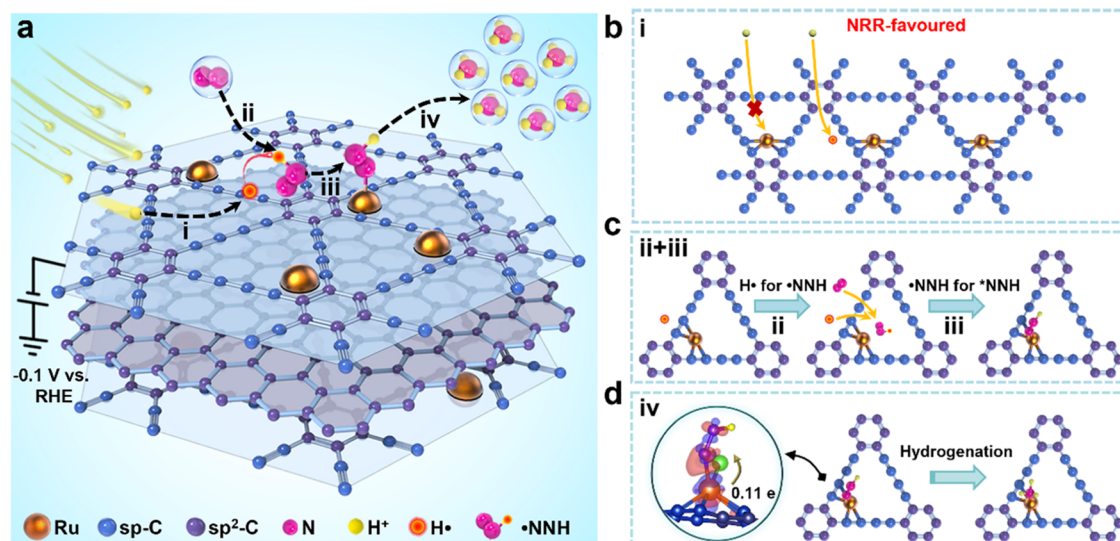 a
ii
iv
iii
i
-0.1 V vs.
RHE
Ru
sp-C
sp²-C
N
H⁺
H•
•NNH
b
i
NRR-favoured
c
ii+iii
H• for •NNH
ii
•NNH for *NNH
iii
d
iv
0.11 e
Hydrogenation